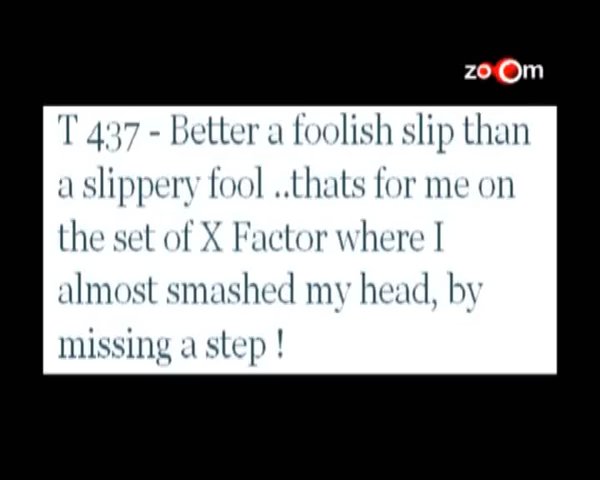 zoom
T 437 - Better a foolish slip than
a slippery fool ..thats for me on
the set of X Factor where I
almost smashed my head, by
missing a step !